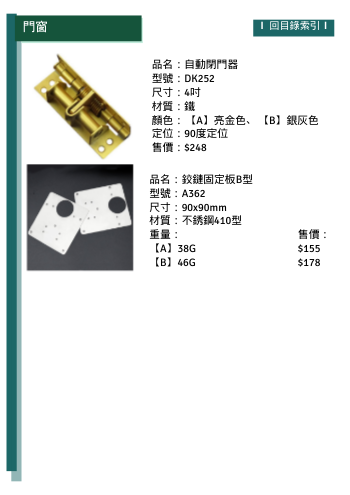 門窗
I 回目錄索引 I
品名：自動閉門器
型號：DK252
尺寸：4吋
材質：鐵
顏色：【A】亮金色、【B】銀灰色
定位：90度定位
售價：$248
品名：鉸鏈固定板B型
型號：A362
尺寸：90x90mm
材質：不銹鋼410型
重量： 售價：
【A】38G $155
【B】46G $178